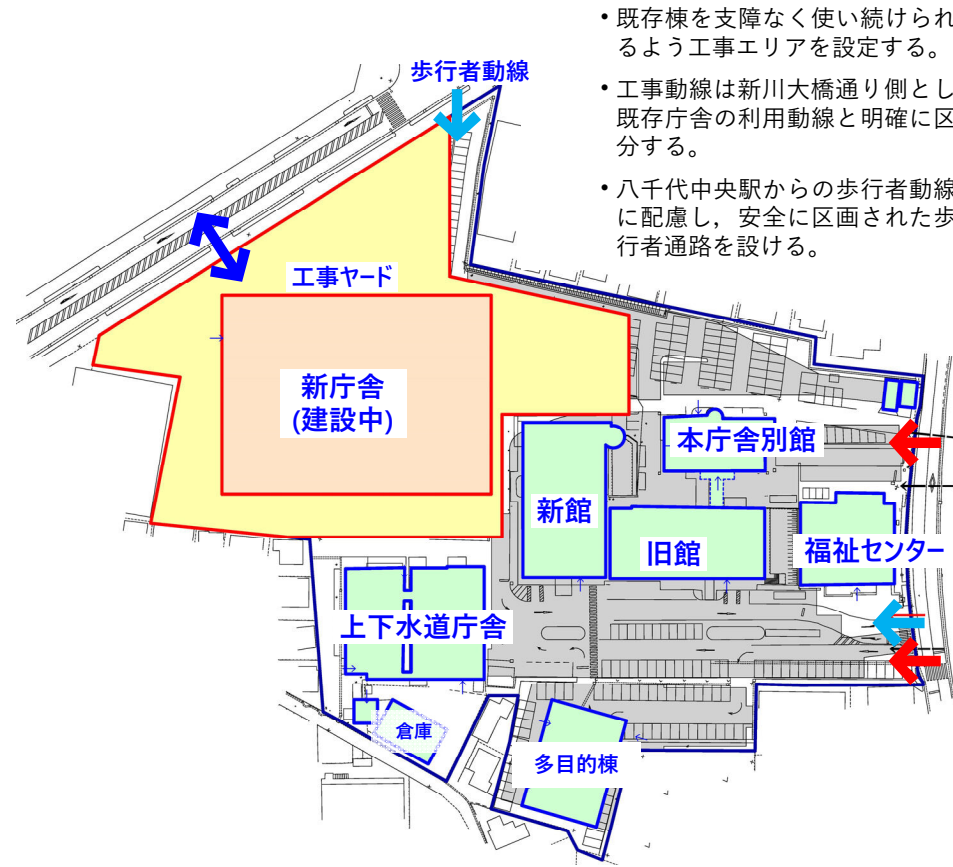 ・既存棟を支障なく使い続けられ
るよう工事エリアを設定する。
・工事動線は新川大橋通り側とし
既存庁舎の利用動線と明確に区
分する。
・八千代中央駅からの歩行者動線
に配慮し，安全に区画された歩
行者通路を設ける。
歩行者動線
工事ヤード
新庁舎
(建設中)
本庁舎別館
新館
旧館
福祉センター
上下水道庁舎
倉庫
多目的棟